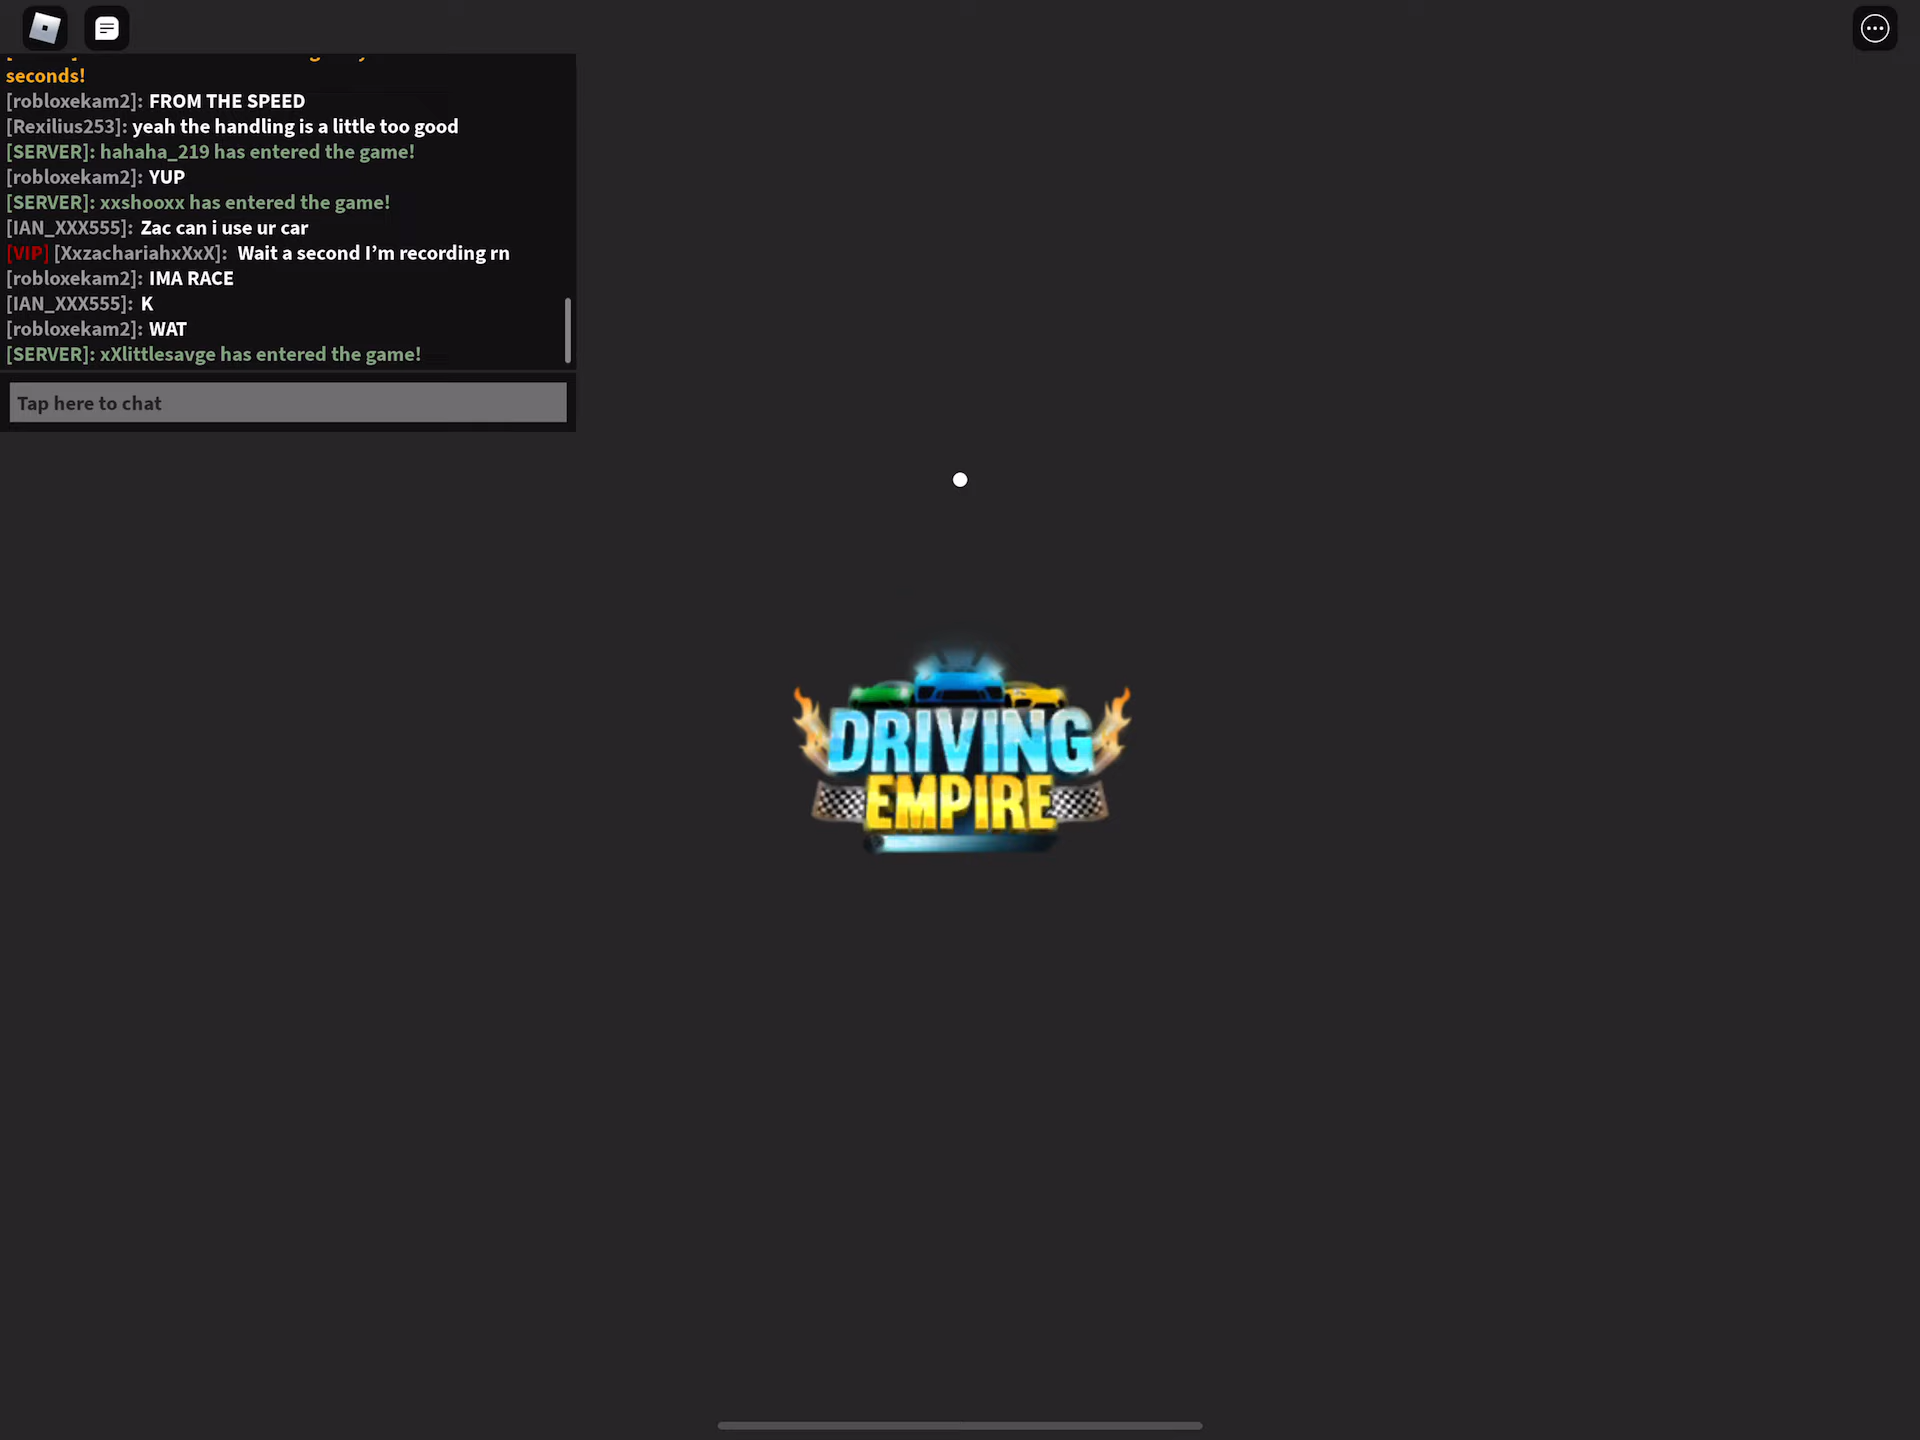 seconds!
[robloxekam2]: FROM THE SPEED
[Rexilius253]: yeah the handling is a little too good
[SERVER]: hahaha_219 has entered the game!
[robloxekam2]: YUP
[SERVER]: xxshooxx has entered the game!
[IAN_XXX555]: Zac can i use ur car
[VIP] [XxzachariahxXxX]: Wait a second I’m recording rn
[robloxekam2]: IMA RACE
[IAN_XXX555]: K
[robloxekam2]: WAT
[SERVER]: xXlittlesavge has entered the game!
Tap here to chat
DRIVING
EMPIRE